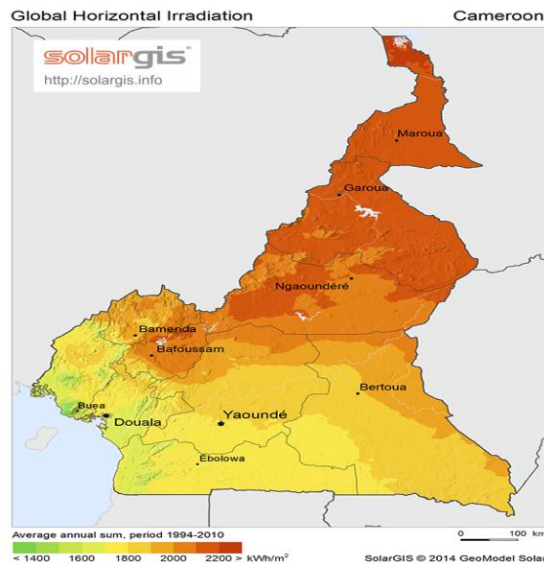 Global Horizontal Irradiation
Cameroon
solargis
http://solargis.info
Maroua
Garoua
Ngaoundéré
Bamenda
Bafoussam
Bertoua
Buea
Douala
Yaoundé
Ebolowa
Average annual sum, period 1994-2010
0 100 km
< 1400 1600 1800 2000 2200 > kWh/m²
SolarGIS © 2014 GeoModel Solar